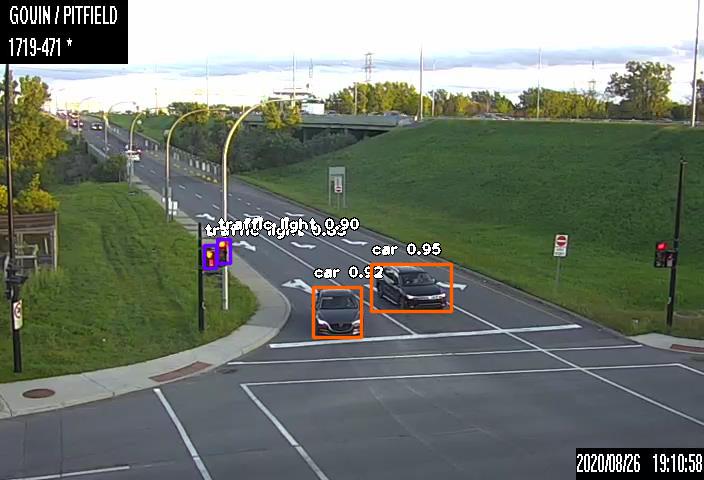 GOUIN / PITFIELD
1719-471 *
traffic light 0.90
car 0.95
car 0.92
2020/08/26 19:10:58